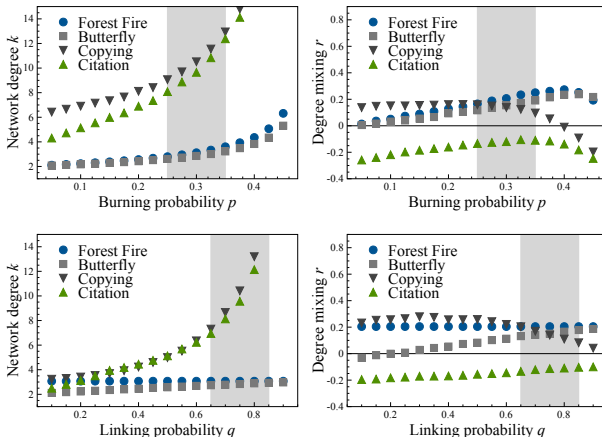 14
12
10
8
6
4
2
Network degree k
Forest Fire
Butterfly
Copying
Citation
0.1 0.2 0.3 0.4
Burning probability p
0.8
0.6
0.4
0.2
0
-0.2
-0.4
Degree mixing r
Forest Fire
Butterfly
Copying
Citation
0.1 0.2 0.3 0.4
Burning probability p
14
12
10
8
6
4
2
Network degree k
Forest Fire
Butterfly
Copying
Citation
0.2 0.4 0.6 0.8
Linking probability q
0.8
0.6
0.4
0.2
0
-0.2
-0.4
Degree mixing r
Forest Fire
Butterfly
Copying
Citation
0.2 0.4 0.6 0.8
Linking probability q